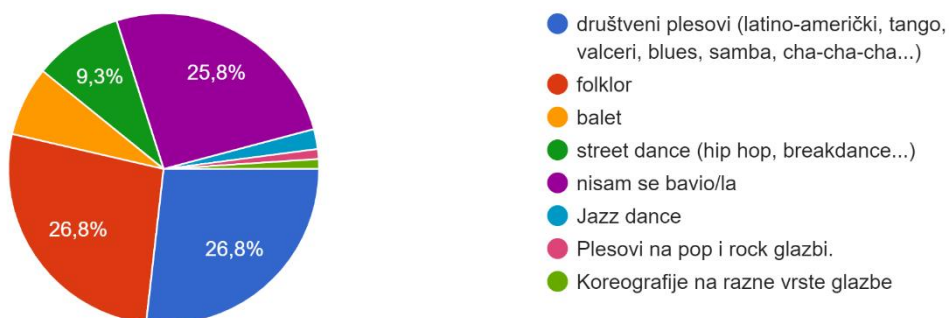 25,8%
9,3%
26,8%
26,8%
društveni plesovi (latino-američki, tango,
valceri, blues, samba, cha-cha-cha...)
folklor
balet
street dance (hip hop, breakdance...)
nisam se bavio/la
Jazz dance
Plesovi na pop i rock glazbi.
Koreografije na razne vrste glazbe